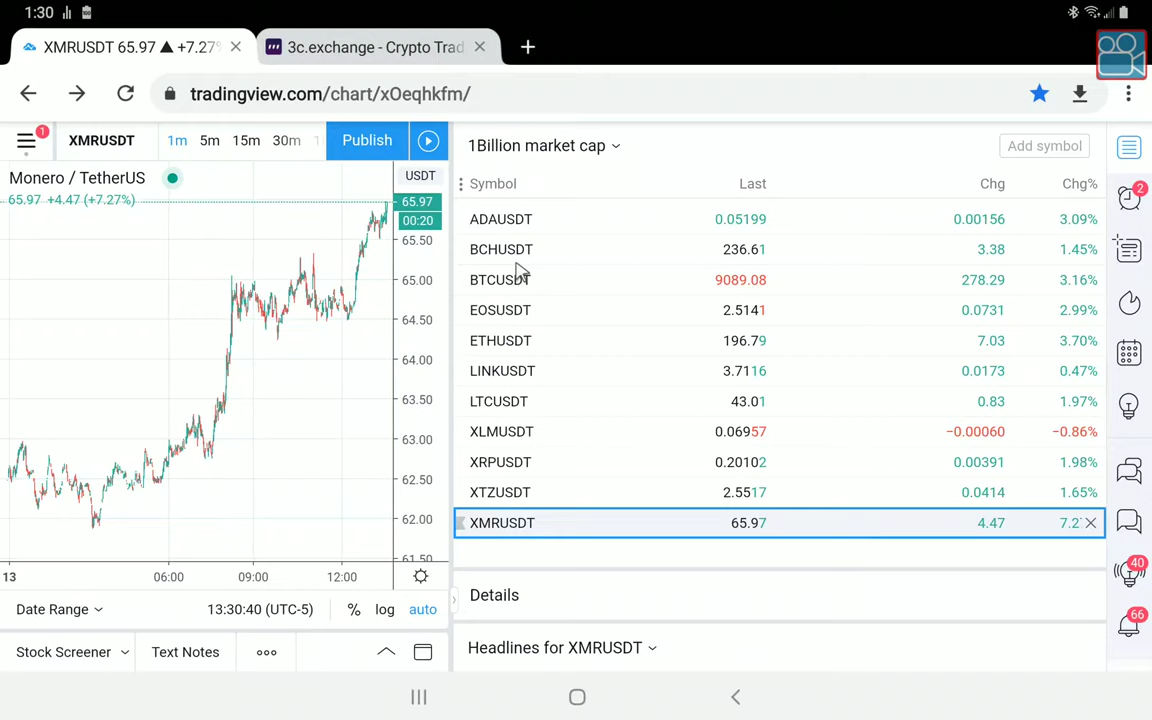 1:30
XMRUSDT 65.97 ▲ +7.27%
3c.exchange - Crypto Trad
tradingview.com/chart/xOeqhkfm/
1
XMRUSDT 1m 5m 15m 30m Publish
1Billion market cap
Add symbol
Monero / TetherUS
USDT
65.97 +4.47 (+7.27%)
65.97
00:20
65.50
65.00
64.50
64.00
63.50
63.00
62.50
62.00
61.50
13 06:00 09:00 12:00
Date Range 13:30:40 (UTC-5) % log auto
Stock Screener Text Notes
Symbol Last Chg Chg%
ADAUSDT 0.05199 0.00156 3.09%
BCHUSDT 236.61 3.38 1.45%
BTCUSDT 9089.08 278.29 3.16%
EOSUSDT 2.5141 0.0731 2.99%
ETHUSDT 196.79 7.03 3.70%
LINKUSDT 3.7116 0.0173 0.47%
LTCUSDT 43.01 0.83 1.97%
XLMUSDT 0.06957 −0.00060 −0.86%
XRPUSDT 0.20102 0.00391 1.98%
XTZUSDT 2.5517 0.0414 1.65%
XMRUSDT 65.97 4.47 7.2
Details
Headlines for XMRUSDT
2
40
66